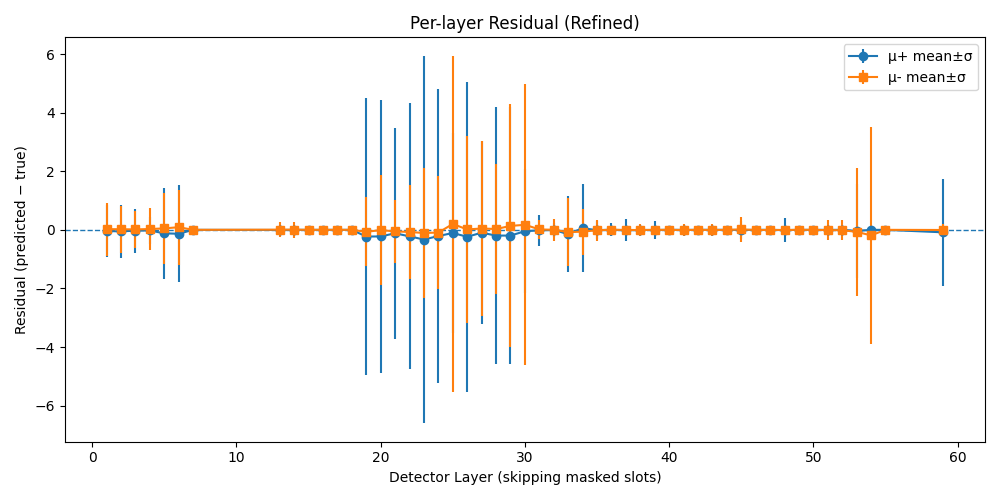 Per-layer Residual (Refined)
Residual (predicted − true)
6
4
2
0
−2
−4
−6
μ+ mean±σ
μ- mean±σ
0 10 20 30 40 50 60
Detector Layer (skipping masked slots)